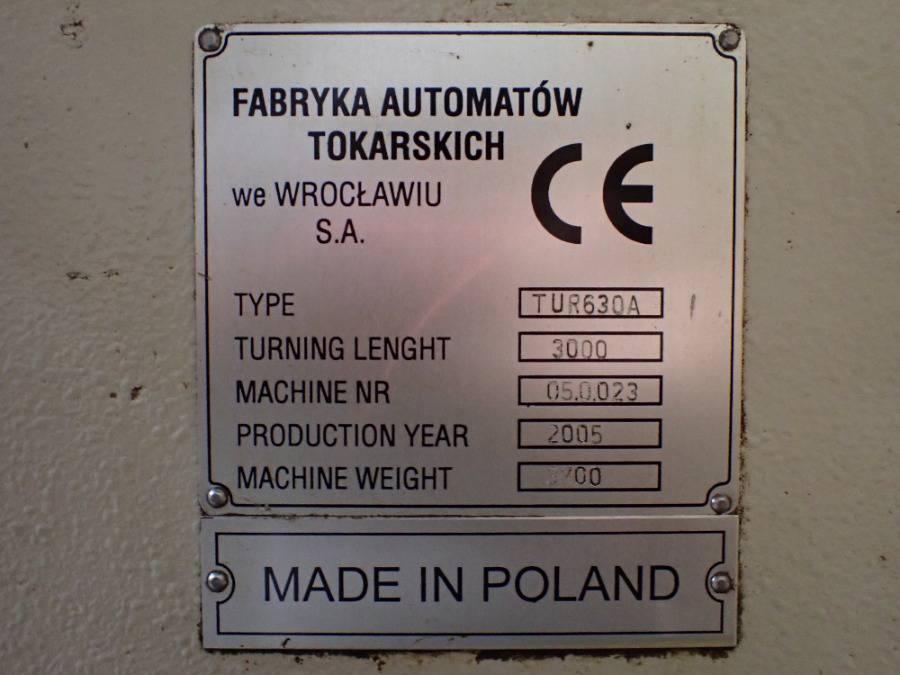 FABRYKA AUTOMATÓW
TOKARSKICH
we WROCŁAWIU
S.A.
CE
TYPE TUR630A
TURNING LENGHT 3000
MACHINE NR 05.0.023
PRODUCTION YEAR 2005
MACHINE WEIGHT
MADE IN POLAND